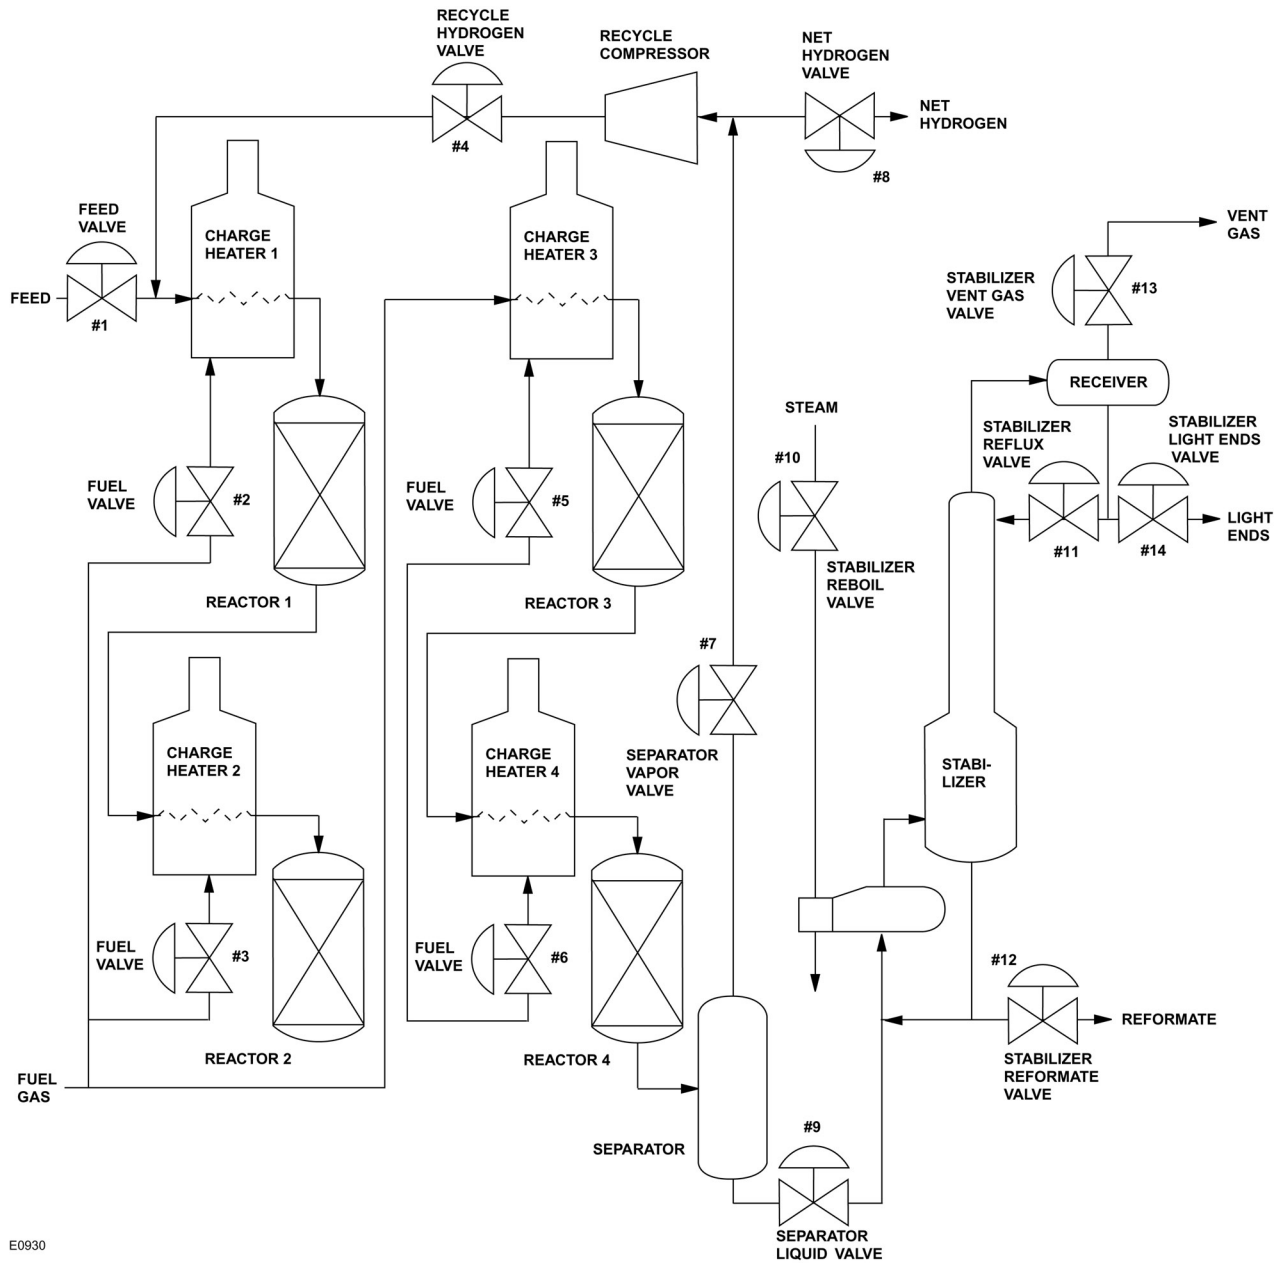 RECYCLE
HYDROGEN
VALVE
RECYCLE
COMPRESSOR
NET
HYDROGEN
VALVE
NET
HYDROGEN
#4
#8
FEED
VALVE
CHARGE
HEATER 1
CHARGE
HEATER 3
VENT
GAS
STABILIZER
VENT GAS
VALVE
#13
FEED
#1
RECEIVER
STEAM
STABILIZER
REFLUX
VALVE
STABILIZER
LIGHT ENDS
VALVE
#10
FUEL
VALVE
#2
FUEL
VALVE
#5
LIGHT
ENDS
#11
#14
STABILIZER
REBOIL
VALVE
REACTOR 1
REACTOR 3
#7
CHARGE
HEATER 2
CHARGE
HEATER 4
SEPARATOR
VAPOR
VALVE
STABI-
LIZER
FUEL
VALVE
#3
FUEL
VALVE
#6
#12
REFORMATE
STABILIZER
REFORMATE
VALVE
REACTOR 2
REACTOR 4
FUEL
GAS
#9
SEPARATOR
SEPARATOR
LIQUID VALVE
E0930